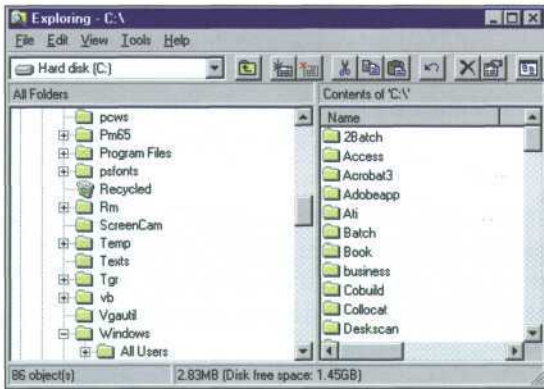 Exploring - C:\
File Edit View Tools Help
Hard disk (C:)
All Folders
Contents of 'C:\'
pcws
Pm65
Program Files
psfonts
Recycled
Rm
ScreenCam
Temp
Texts
Tgr
vb
Vgautil
Windows
All Users
Name
2Batch
Access
Acrobat3
Adobeapp
Ati
Batch
Book
business
Cobuild
Collocat
Deskscan
86 object(s)
2.83MB (Disk free space: 1.45GB)